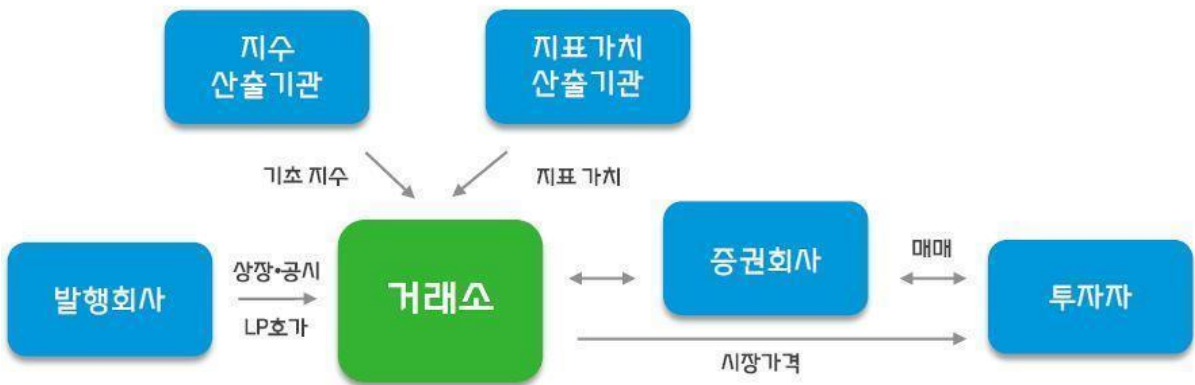 지수
산출기관
지표가치
산출기관
기초 지수
지표 가치
발행회사
상장•공시
LP호가
거래소
증권회사
매매
투자자
시장가격